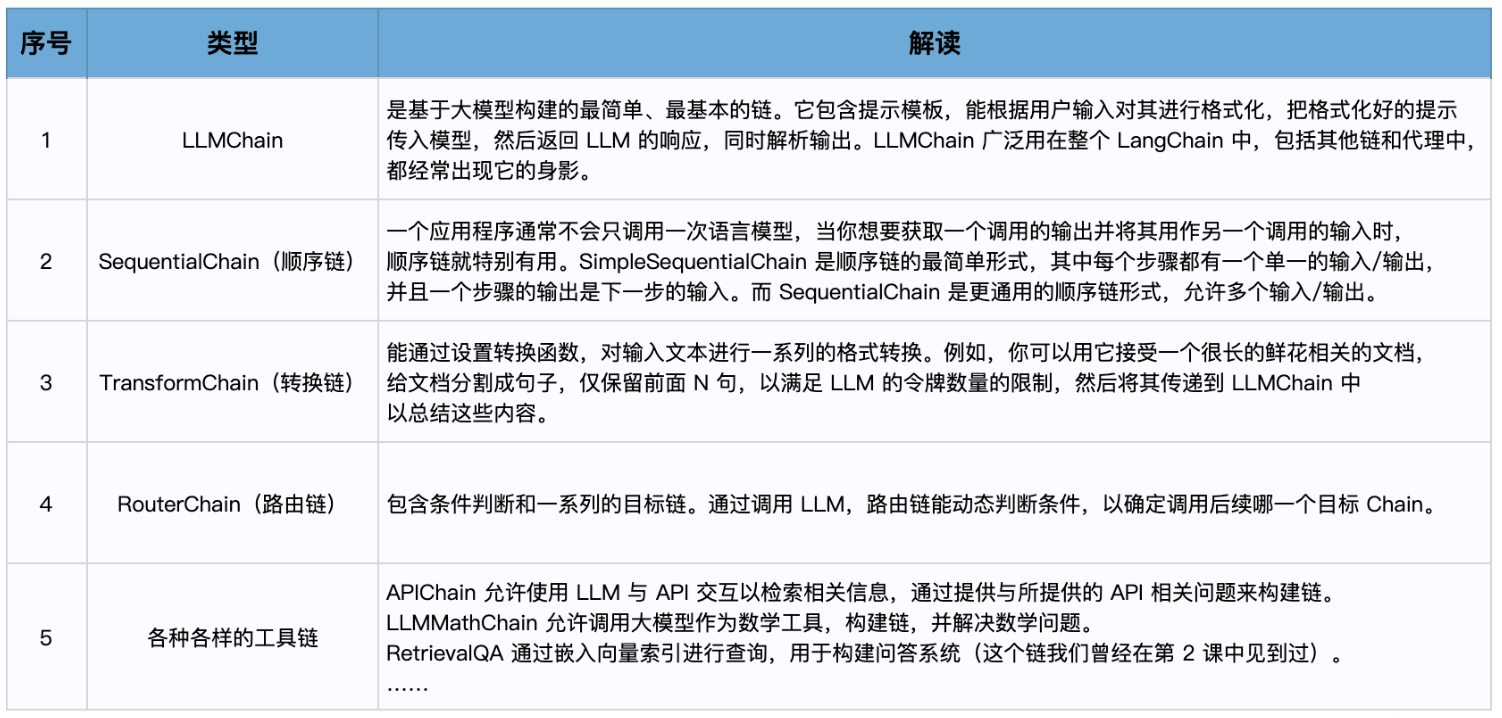 序号 类型 解读
1 LLMChain
是基于大模型构建的最简单、最基本的链。它包含提示模板，能根据用户输入对其进行格式化，把格式化好的提示
传入模型，然后返回 LLM 的响应，同时解析输出。LLMChain 广泛用在整个 LangChain 中，包括其他链和代理中，
都经常出现它的身影。
2 SequentialChain（顺序链）
一个应用程序通常不会只调用一次语言模型，当你想要获取一个调用的输出并将其用作另一个调用的输入时，
顺序链就特别有用。SimpleSequentialChain 是顺序链的最简单形式，其中每个步骤都有一个单一的输入/输出，
并且一个步骤的输出是下一步的输入。而 SequentialChain 是更通用的顺序链形式，允许多个输入/输出。
3 TransformChain（转换链）
能通过设置转换函数，对输入文本进行一系列的格式转换。例如，你可以用它接受一个很长的鲜花相关的文档，
给文档分割成句子，仅保留前面 N 句，以满足 LLM 的令牌数量的限制，然后将其传递到 LLMChain 中
以总结这些内容。
4 RouterChain（路由链）
包含条件判断和一系列的目标链。通过调用 LLM，路由链能动态判断条件，以确定调用后续哪一个目标 Chain。
5 各种各样的工具链
APIChain 允许使用 LLM 与 API 交互以检索相关信息，通过提供与所提供的 API 相关问题来构建链。
LLMMathChain 允许调用大模型作为数学工具，构建链，并解决数学问题。
RetrievalQA 通过嵌入向量索引进行查询，用于构建问答系统（这个链我们曾经在第 2 课中见到过）。
……